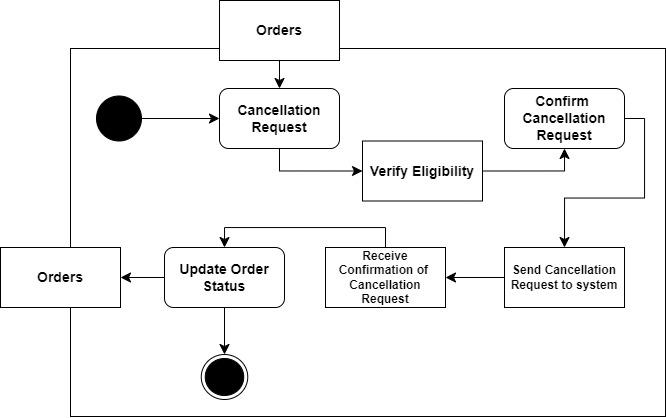 Orders
Cancellation
Request
Confirm
Cancellation
Request
Verify Eligibility
Orders
Update Order
Status
Receive
Confirmation of
Cancellation
Request
Send Cancellation
Request to system